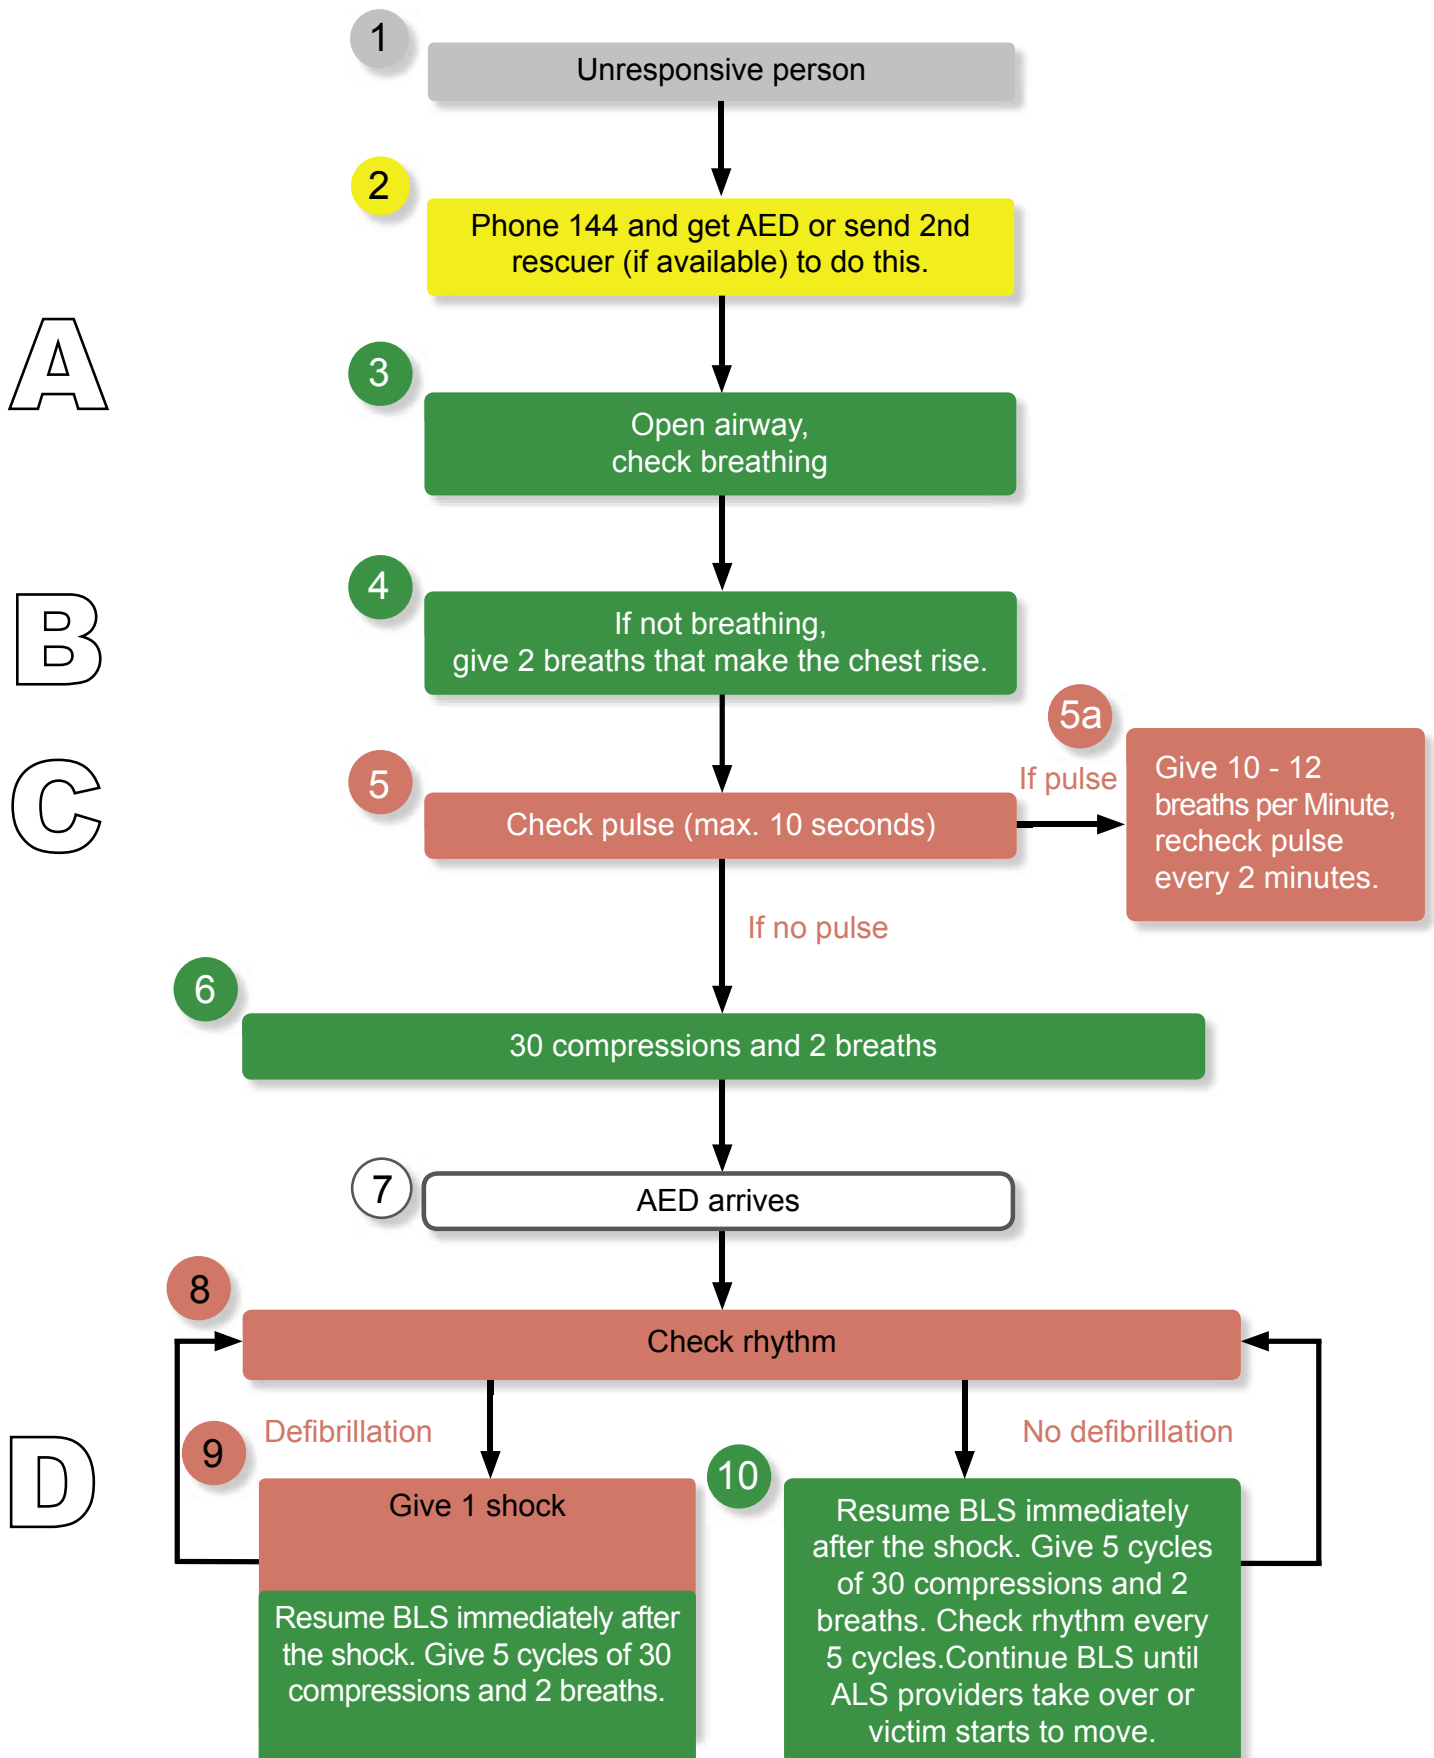 1
Unresponsive person
2
Phone 144 and get AED or send 2nd
rescuer (if available) to do this.
A
3
Open airway,
check breathing
B
4
If not breathing,
give 2 breaths that make the chest rise.
C
5
Check pulse (max. 10 seconds)
If pulse
5a
Give 10 - 12
breaths per Minute,
recheck pulse
every 2 minutes.
If no pulse
6
30 compressions and 2 breaths
7
AED arrives
8
Check rhythm
D
Defibrillation
9
Give 1 shock
Resume BLS immediately after
the shock. Give 5 cycles of 30
compressions and 2 breaths.
No defibrillation
10
Resume BLS immediately
after the shock. Give 5 cycles
of 30 compressions and 2
breaths. Check rhythm every
5 cycles.Continue BLS until
ALS providers take over or
victim starts to move.